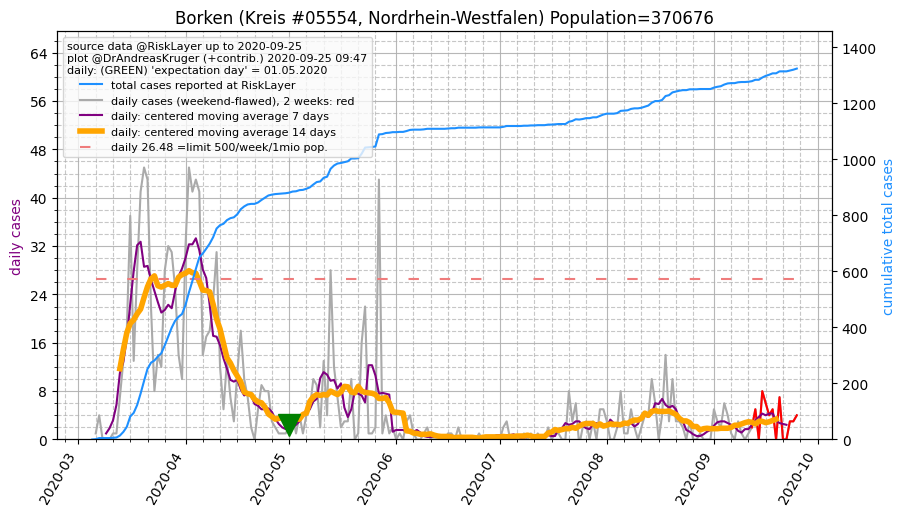 Borken (Kreis #05554, Nordrhein-Westfalen) Population=370676
source data @RiskLayer up to 2020-09-25
plot @DrAndreasKruger (+contrib.) 2020-09-25 09:47
daily: (GREEN) 'expectation day' = 01.05.2020
total cases reported at RiskLayer
daily cases (weekend-flawed), 2 weeks: red
daily: centered moving average 7 days
daily: centered moving average 14 days
daily 26.48 =limit 500/week/1mio pop.
daily cases
64
56
48
40
32
24
16
8
0
cumulative total cases
1400
1200
1000
800
600
400
200
0
2020-03
2020-04
2020-05
2020-06
2020-07
2020-08
2020-09
2020-10